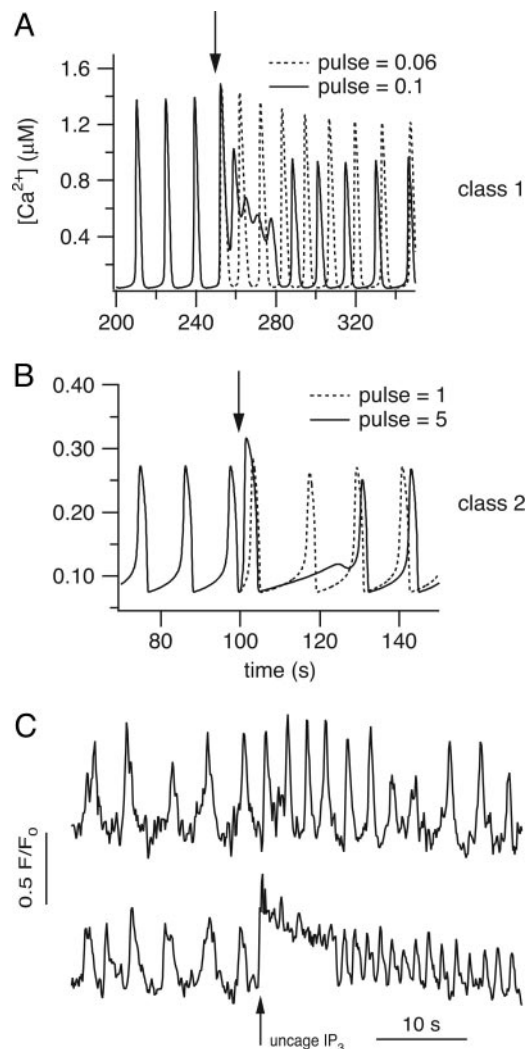 A
pulse = 0.06
pulse = 0.1
[Ca²⁺] (μM)
1.6
1.2
0.8
0.4
200 240 280 320
class 1
B
pulse = 1
pulse = 5
0.40
0.30
0.20
0.10
80 100 120 140
time (s)
class 2
C
0.5 F/F₀
uncage IP₃
10 s